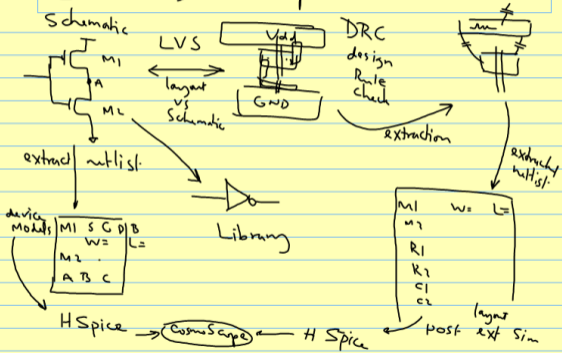 Schematic
LVS
layout
vs
Schematic
Vdd
GND
DRC
design
Rule
Check
M1
A
M2
extraction
extract netlist
extracted
netlist
Library
device
Models
M1 S G D B
W= L=
M2 .
A B C
M1 W= L=
M2
R1
R2
C1
C2
HSpice
CosmoScope
HSpice
post layout
ext sim